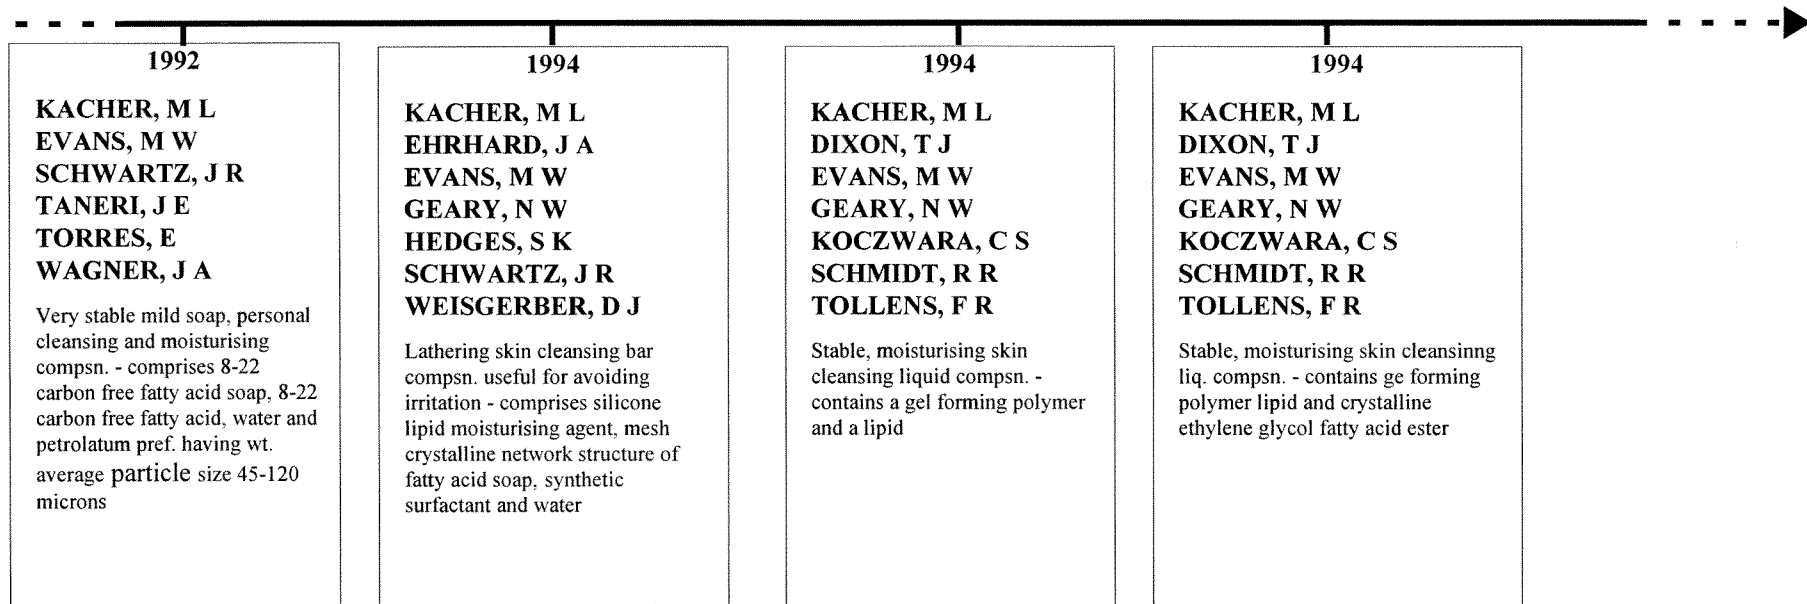 1992
KACHER, M L
EVANS, M W
SCHWARTZ, J R
TANERI, J E
TORRES, E
WAGNER, J A
Very stable mild soap, personal
cleansing and moisturising
compsn. - comprises 8-22
carbon free fatty acid soap, 8-22
carbon free fatty acid, water and
petrolatum pref. having wt.
average particle size 45-120
microns
1994
KACHER, M L
EHRHARD, J A
EVANS, M W
GEARY, N W
HEDGES, S K
SCHWARTZ, J R
WEISGERBER, D J
Lathering skin cleansing bar
compsn. useful for avoiding
irritation - comprises silicone
lipid moisturising agent, mesh
crystalline network structure of
fatty acid soap, synthetic
surfactant and water
1994
KACHER, M L
DIXON, T J
EVANS, M W
GEARY, N W
KOCZWARA, C S
SCHMIDT, R R
TOLLENS, F R
Stable, moisturising skin
cleansing liquid compsn. -
contains a gel forming polymer
and a lipid
1994
KACHER, M L
DIXON, T J
EVANS, M W
GEARY, N W
KOCZWARA, C S
SCHMIDT, R R
TOLLENS, F R
Stable, moisturising skin cleansinng
liq. compsn. - contains ge forming
polymer lipid and crystalline
ethylene glycol fatty acid ester